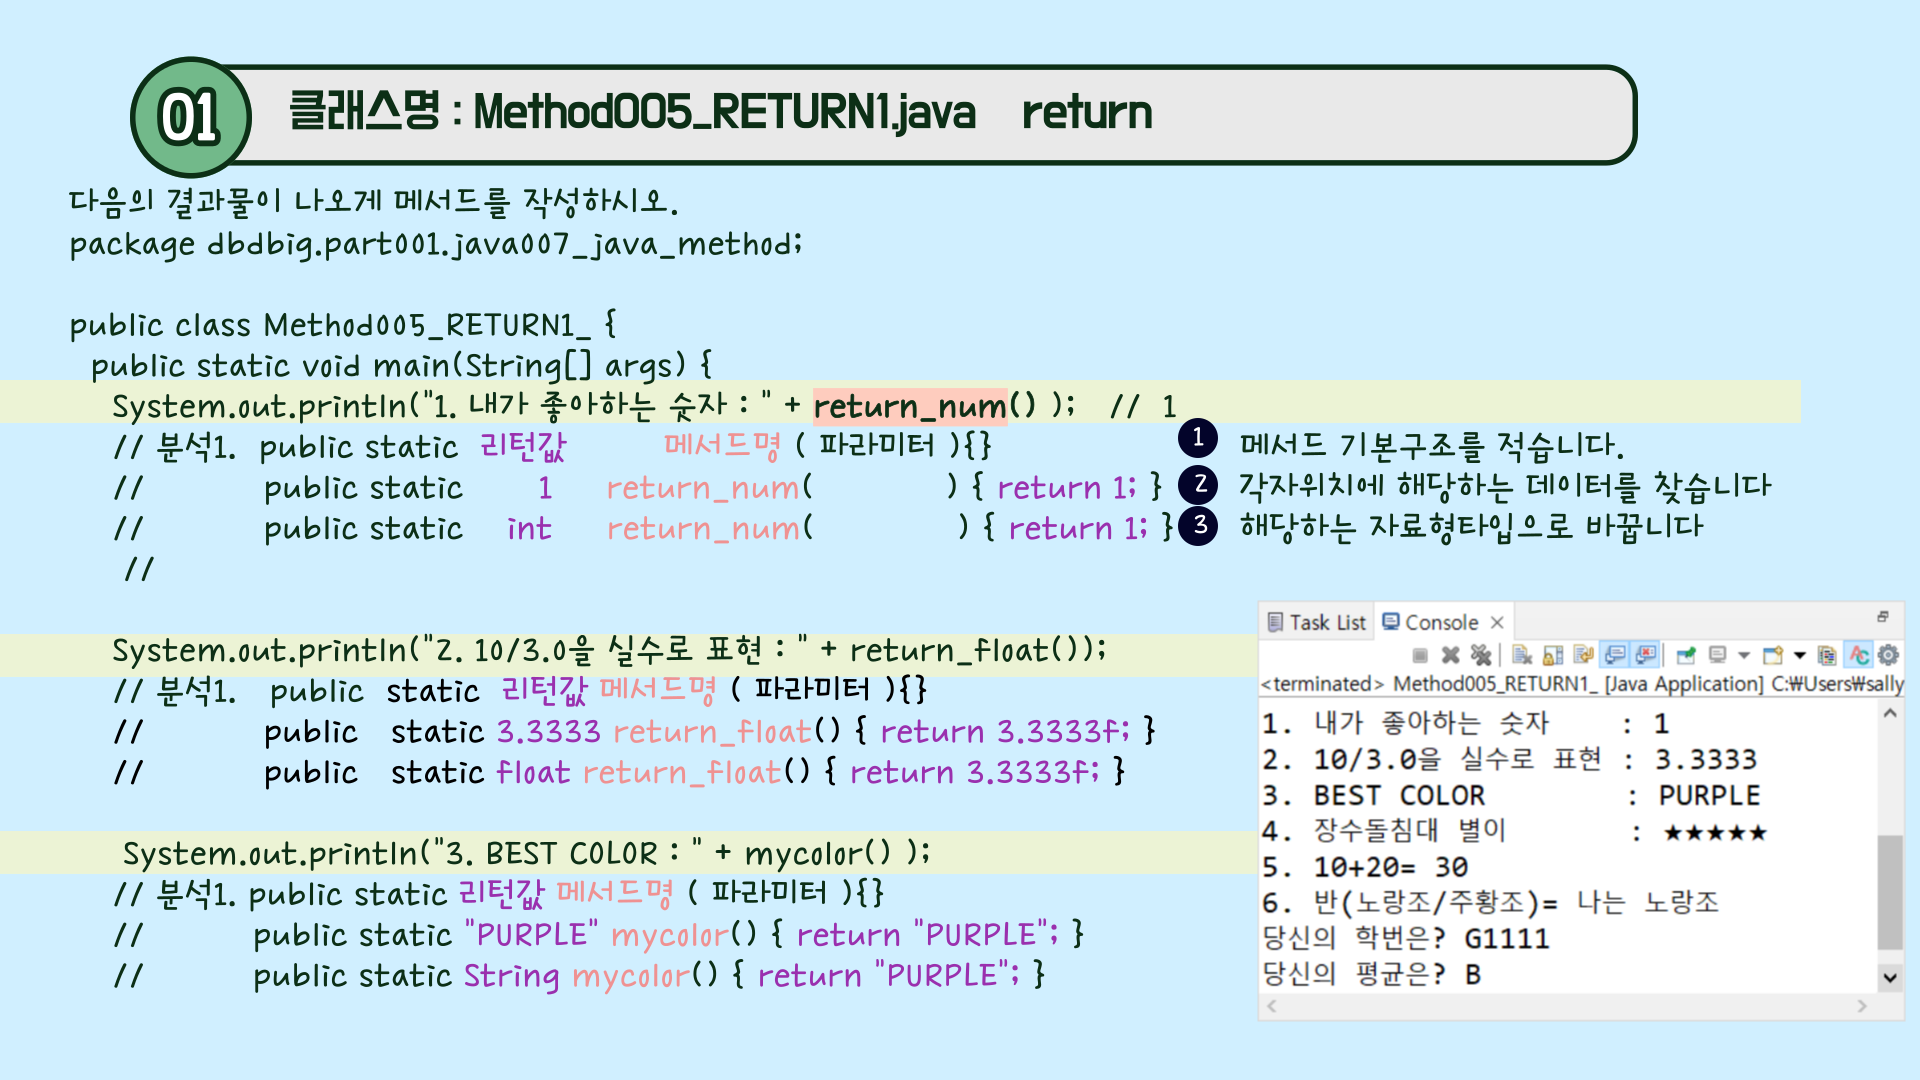 01
클래스명 : Method005_RETURN1.java return
다음의 결과물이 나오게 메서드를 작성하시오.
package dbdbig.part001.java007_java_method;
public class Method005_RETURN1_ {
public static void main(String[] args) {
System.out.println("1. 내가 좋아하는 숫자 : " + return_num() ); // 1
// 분석1. public static 리턴값 메서드명 ( 파라미터 ){}
1 메서드 기본구조를 적습니다.
// public static 1 return_num( ) { return 1; }
2 각자위치에 해당하는 데이터를 찾습니다
// public static int return_num( ) { return 1; }
3 해당하는 자료형타입으로 바꿉니다
//
System.out.println("2. 10/3.0을 실수로 표현 : " + return_float());
// 분석1. public static 리턴값 메서드명 ( 파라미터 ){}
// public static 3.3333 return_float() { return 3.3333f; }
// public static float return_float() { return 3.3333f; }
System.out.println("3. BEST COLOR : " + mycolor() );
// 분석1. public static 리턴값 메서드명 ( 파라미터 ){}
// public static "PURPLE" mycolor() { return "PURPLE"; }
// public static String mycolor() { return "PURPLE"; }
Task List Console
<terminated> Method005_RETURN1_ [Java Application] C:₩Users₩sally
1. 내가 좋아하는 숫자 : 1
2. 10/3.0을 실수로 표현 : 3.3333
3. BEST COLOR : PURPLE
4. 장수돌침대 별이 : ★★★★★
5. 10+20= 30
6. 반(노랑조/주황조)= 나는 노랑조
당신의 학번은? G1111
당신의 평균은? B